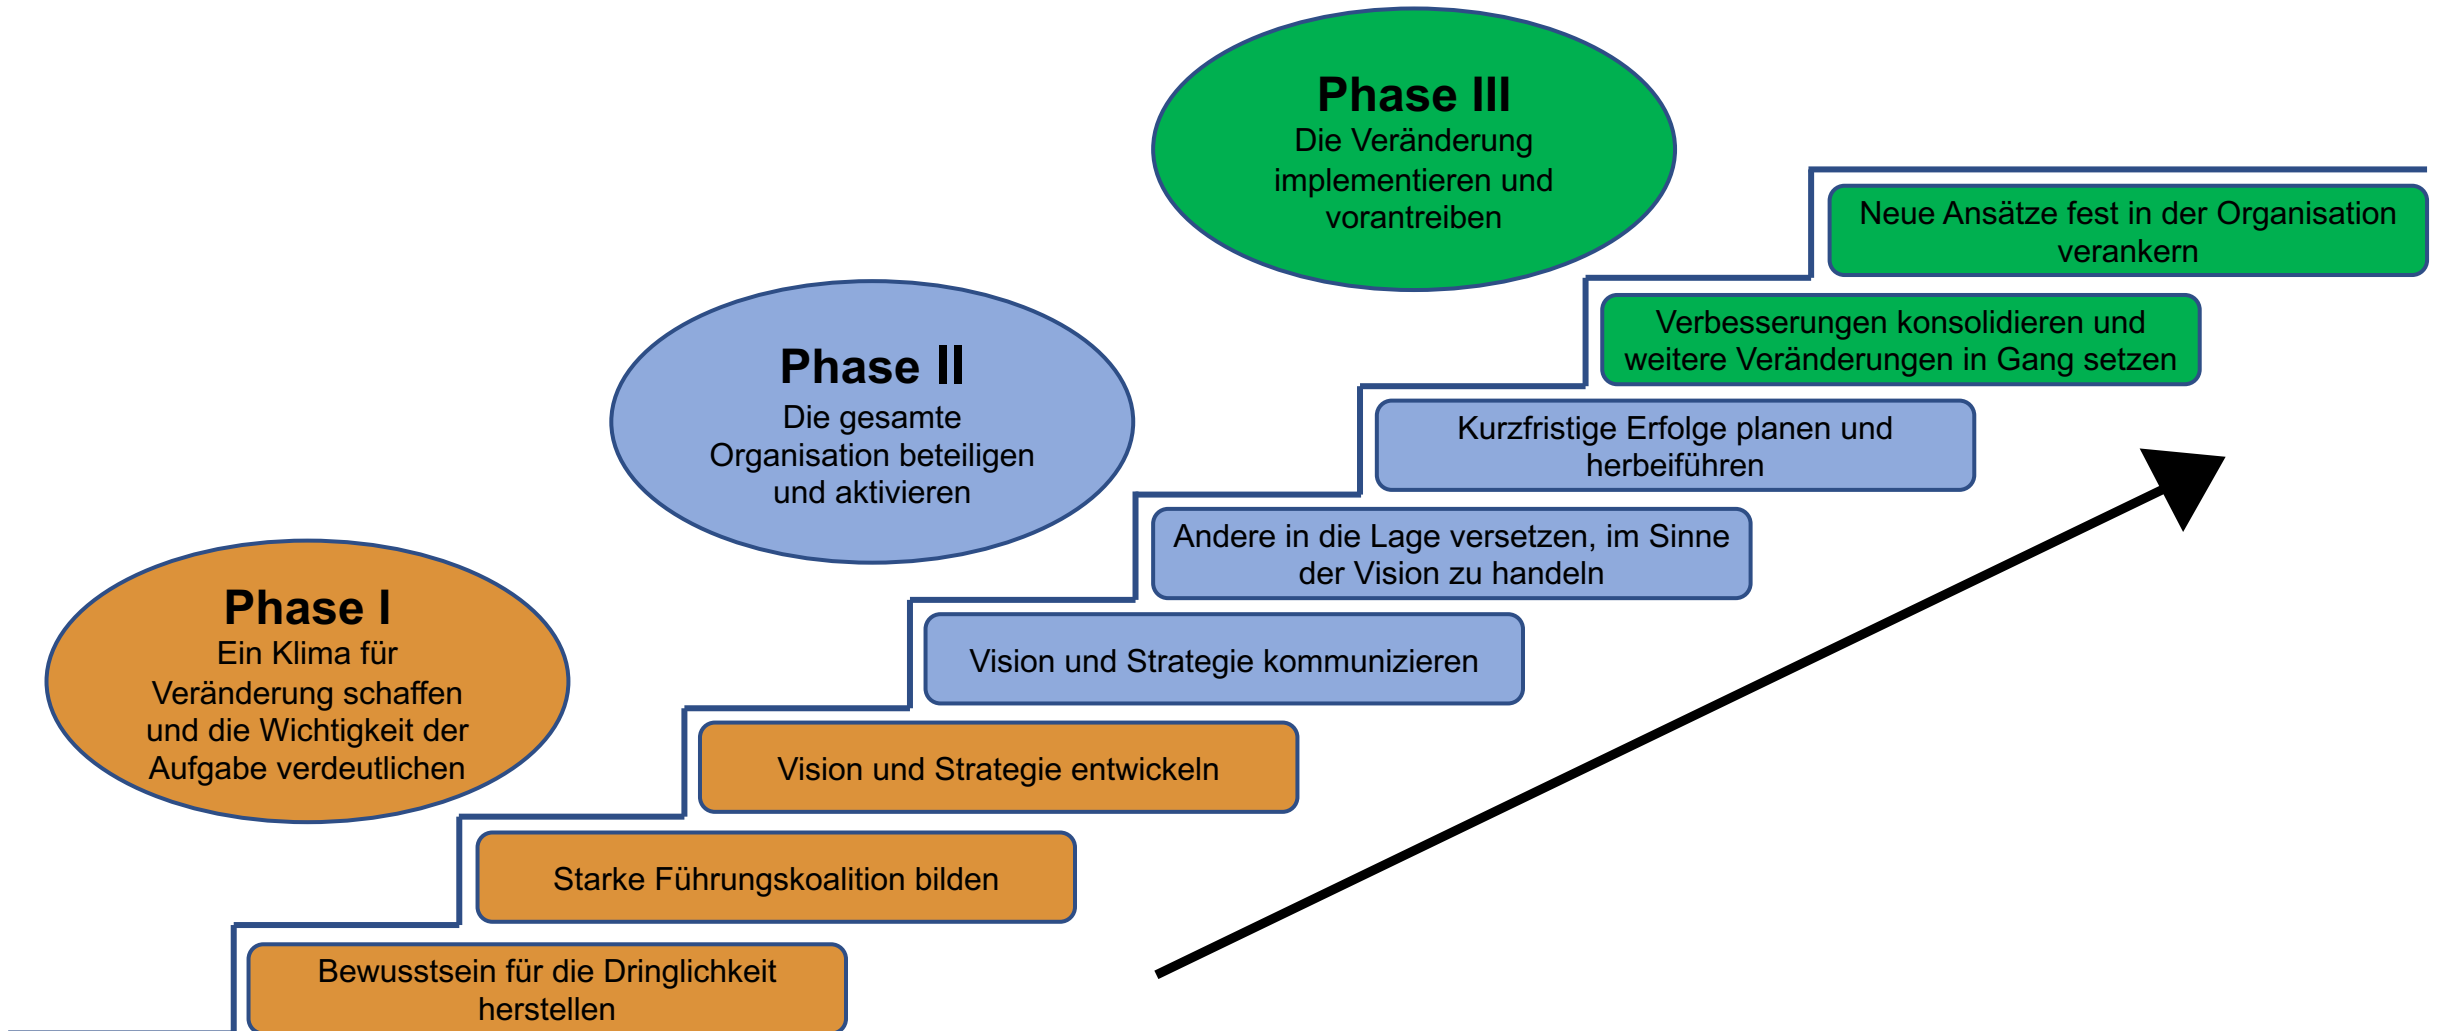 Phase III
Die Veränderung
implementieren und
vorantreiben
Neue Ansätze fest in der Organisation
verankern
Verbesserungen konsolidieren und
weitere Veränderungen in Gang setzen
Phase II
Die gesamte
Organisation beteiligen
und aktivieren
Kurzfristige Erfolge planen und
herbeiführen
Andere in die Lage versetzen, im Sinne
der Vision zu handeln
Phase I
Ein Klima für
Veränderung schaffen
und die Wichtigkeit der
Aufgabe verdeutlichen
Vision und Strategie kommunizieren
Vision und Strategie entwickeln
Starke Führungskoalition bilden
Bewusstsein für die Dringlichkeit
herstellen